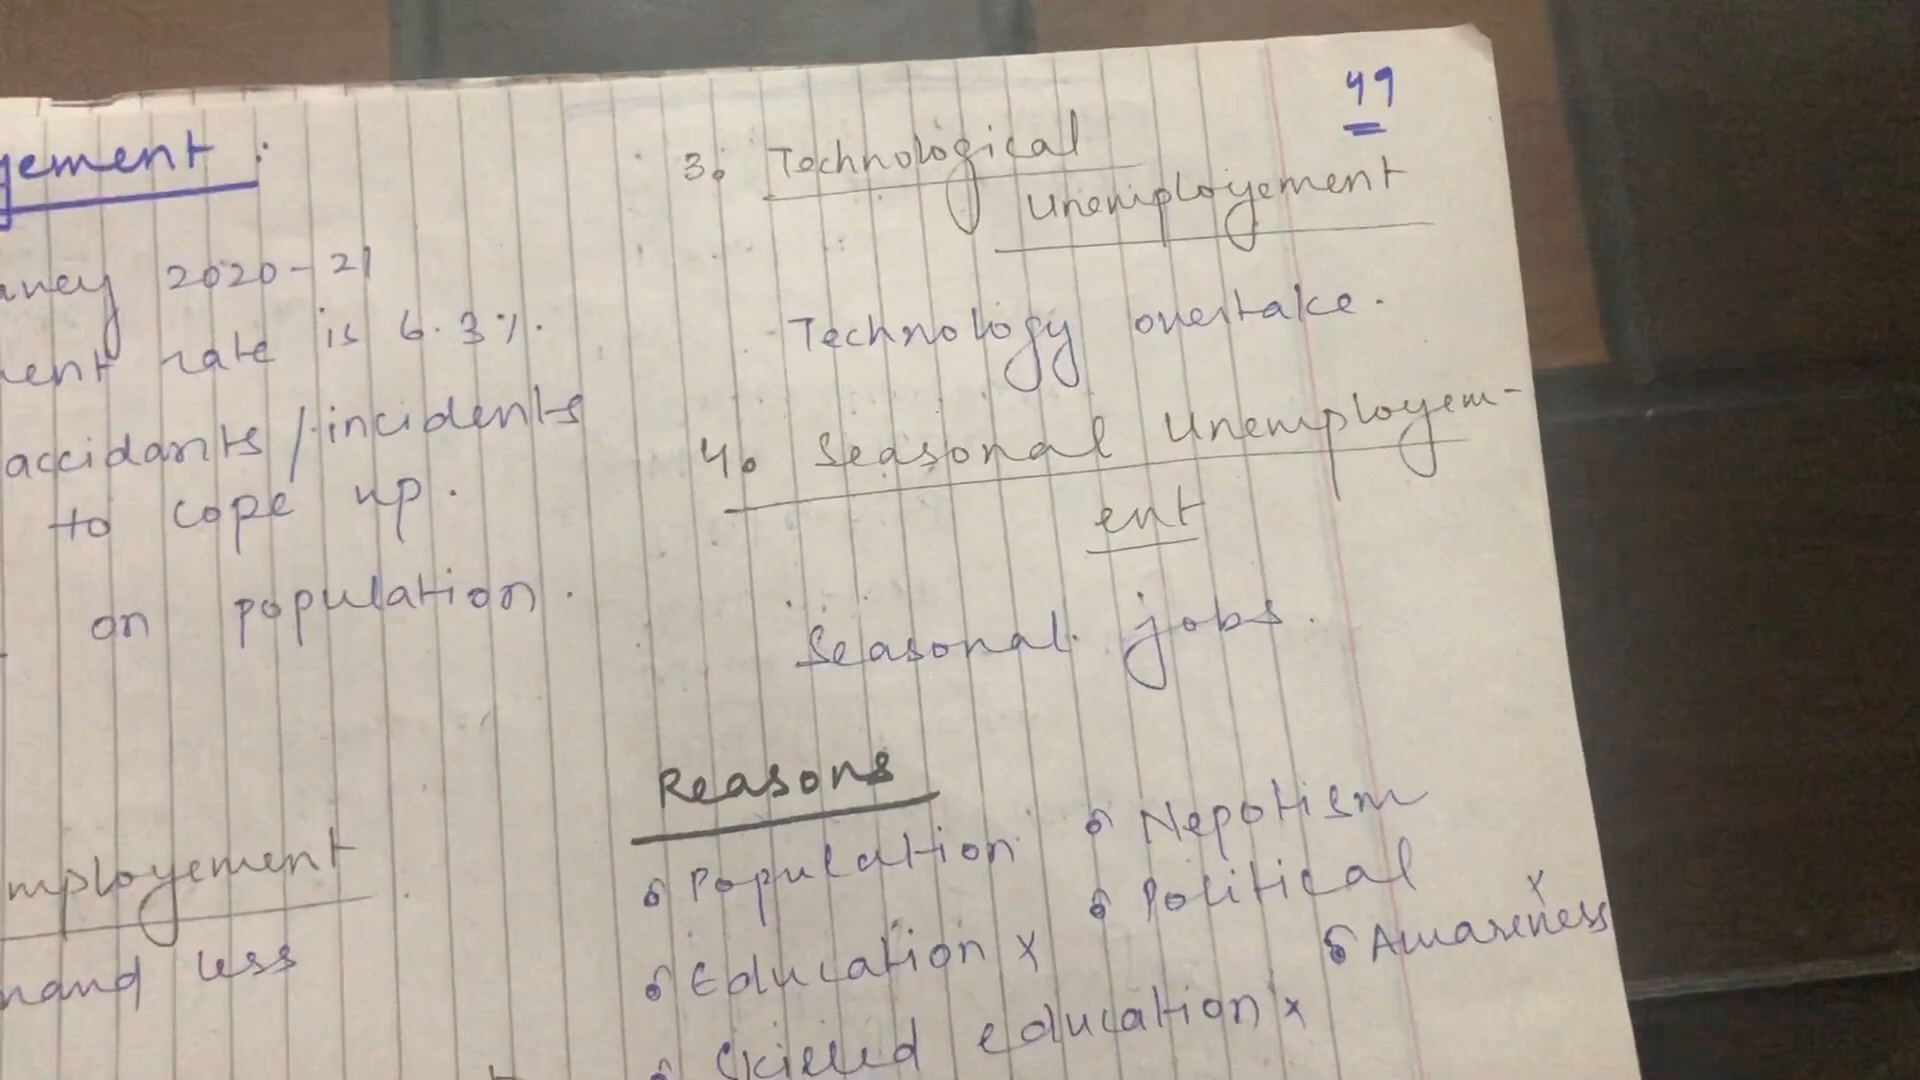 49
gement :
2020-21
rate is 6.3%.
accidants / incidents
to cope up.
on population.
mployement
less
3. Technological
Unemployement
Technology overtake.
4. Seasonal Unemployem-
ent
Seasonal jobs.
Reasons
Population
Nepotism
Education x
Political
Skilled education x
Awareness x